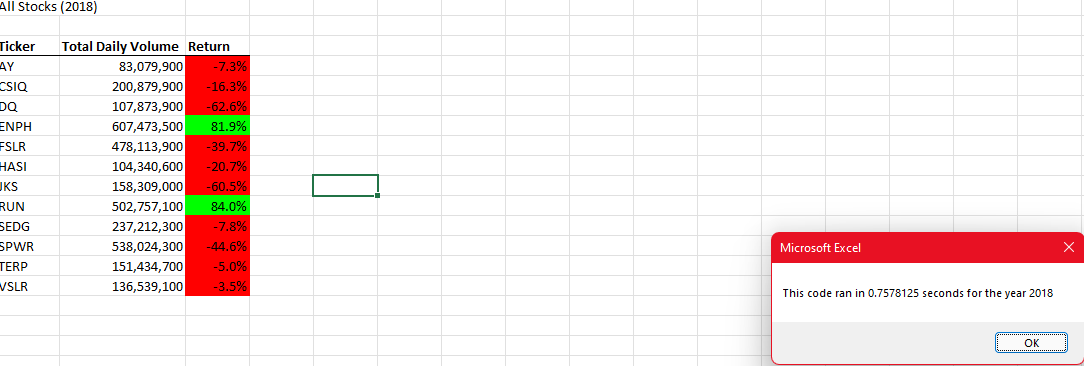 All Stocks (2018)
Ticker Total Daily Volume Return
AY 83,079,900 -7.3%
CSIQ 200,879,900 -16.3%
DQ 107,873,900 -62.6%
ENPH 607,473,500 81.9%
FSLR 478,113,900 -39.7%
HASI 104,340,600 -20.7%
JKS 158,309,000 -60.5%
RUN 502,757,100 84.0%
SEDG 237,212,300 -7.8%
SPWR 538,024,300 -44.6%
TERP 151,434,700 -5.0%
VSLR 136,539,100 -3.5%
Microsoft Excel
This code ran in 0.7578125 seconds for the year 2018
OK